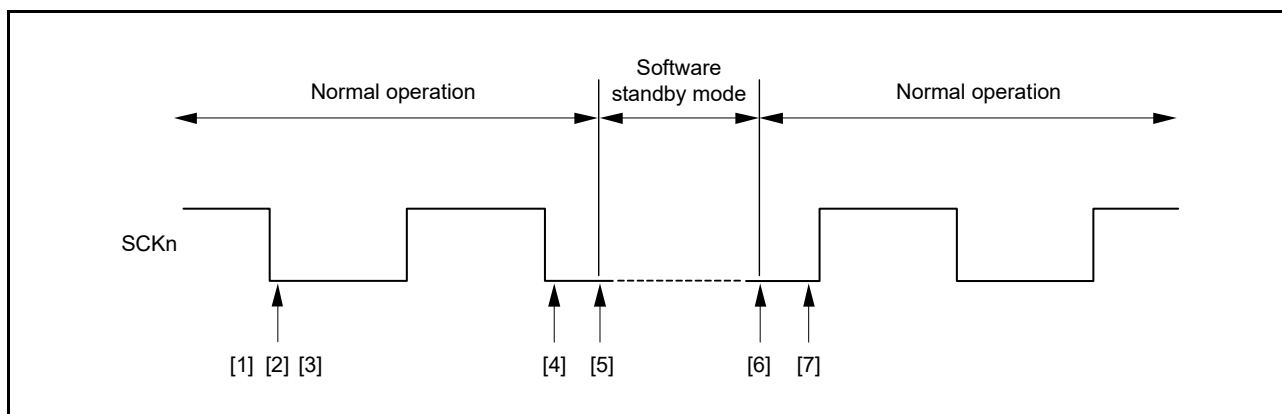 Software
standby mode
Normal operation
Normal operation
SCKn
[1] [2] [3]
[4]
[5]
[6]
[7]